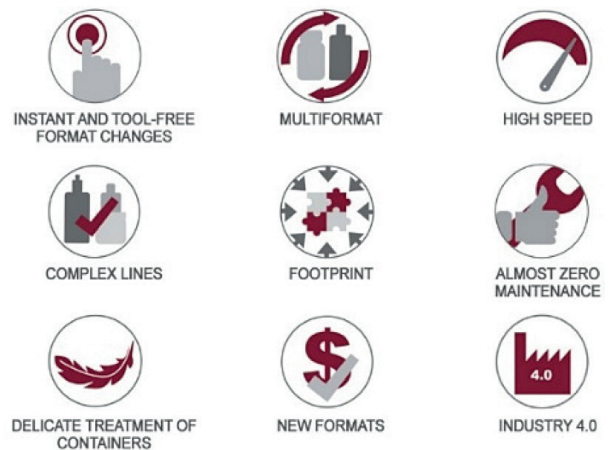 INSTANT AND TOOL-FREE
FORMAT CHANGES
MULTIFORMAT
HIGH SPEED
COMPLEX LINES
FOOTPRINT
ALMOST ZERO
MAINTENANCE
$
4.0
DELICATE TREATMENT OF
CONTAINERS
NEW FORMATS
INDUSTRY 4.0